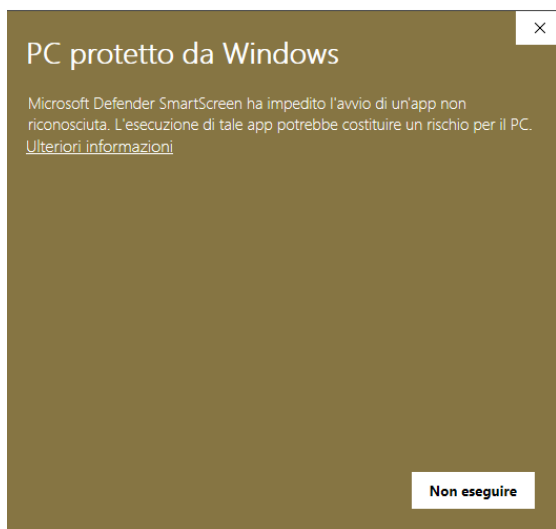 PC protetto da Windows
Microsoft Defender SmartScreen ha impedito l'avvio di un'app non
riconosciuta. L'esecuzione di tale app potrebbe costituire un rischio per il PC.
Ulteriori informazioni
Non eseguire